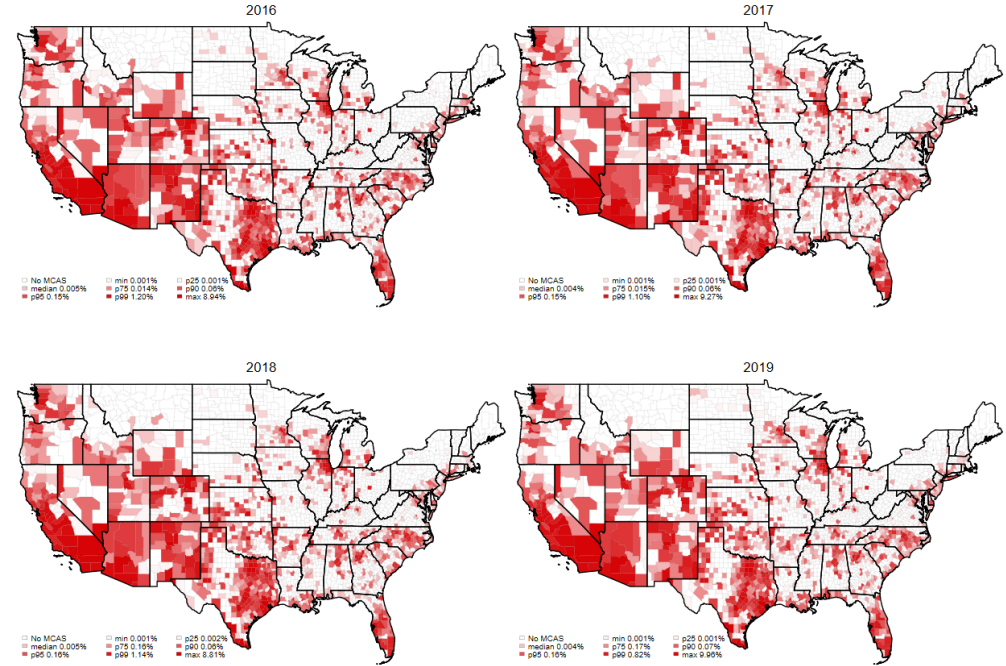 2016
2017
No MCAS min 0.001% p25 0.001%
median 0.005% p75 0.014% p90 0.06%
p95 0.15% p99 1.20% max 8.94%
No MCAS min 0.001% p25 0.001%
median 0.004% p75 0.015% p90 0.06%
p95 0.15% p99 1.10% max 9.27%
2018
2019
No MCAS min 0.001% p25 0.002%
median 0.005% p75 0.16% p90 0.06%
p95 0.16% p99 1.14% max 8.81%
No MCAS min 0.001% p25 0.001%
median 0.004% p75 0.17% p90 0.07%
p95 0.16% p99 0.82% max 9.96%